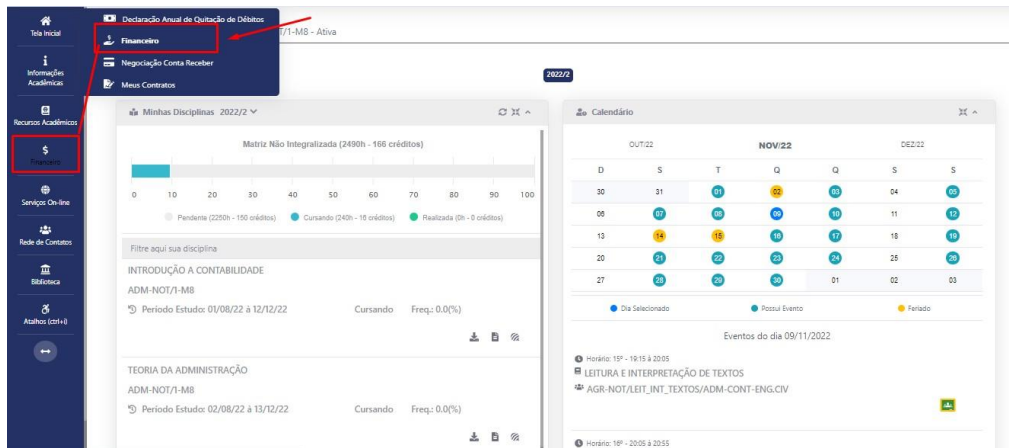 Tela Inicial
Informações
Acadêmicas
Recursos Acadêmicos
Financeiro
Serviços On-line
Rede de Contatos
Biblioteca
Atalhos (ctrl+i)
Declaração Anual de Quitação de Débitos
Financeiro
Negociação Conta Receber
Meus Contratos
T/1-M8 - Ativa
2022/2
Minhas Disciplinas 2022/2
Matriz Não Integralizada (2490h - 166 créditos)
0 10 20 30 40 50 60 70 80 90 100
Pendente (2250h - 150 créditos) Cursando (240h - 16 créditos) Realizada (0h - 0 créditos)
Filtre aqui sua disciplina
INTRODUÇÃO A CONTABILIDADE
ADM-NOT/1-M8
Período Estudo: 01/08/22 à 12/12/22 Cursando Freq.: 0.0(%)
TEORIA DA ADMINISTRAÇÃO
ADM-NOT/1-M8
Período Estudo: 02/08/22 á 13/12/22 Cursando Freq.: 0.0(%)
Calendário
OUT/22 NOV/22 DEZ/22
D S T Q Q S S
30 31 01 02 03 04 05
06 07 08 09 10 11 12
13 14 15 16 17 18 19
20 21 22 23 24 25 26
27 28 29 30 01 02 03
Dia Selecionado Possui Evento Feriado
Eventos do dia 09/11/2022
Horário: 15º - 19:15 à 20:05
LEITURA E INTERPRETAÇÃO DE TEXTOS
AGR-NOT/LEIT_INT_TEXTOS/ADM-CONT-ENG.CIV
Horário: 16º - 20:05 à 20:55